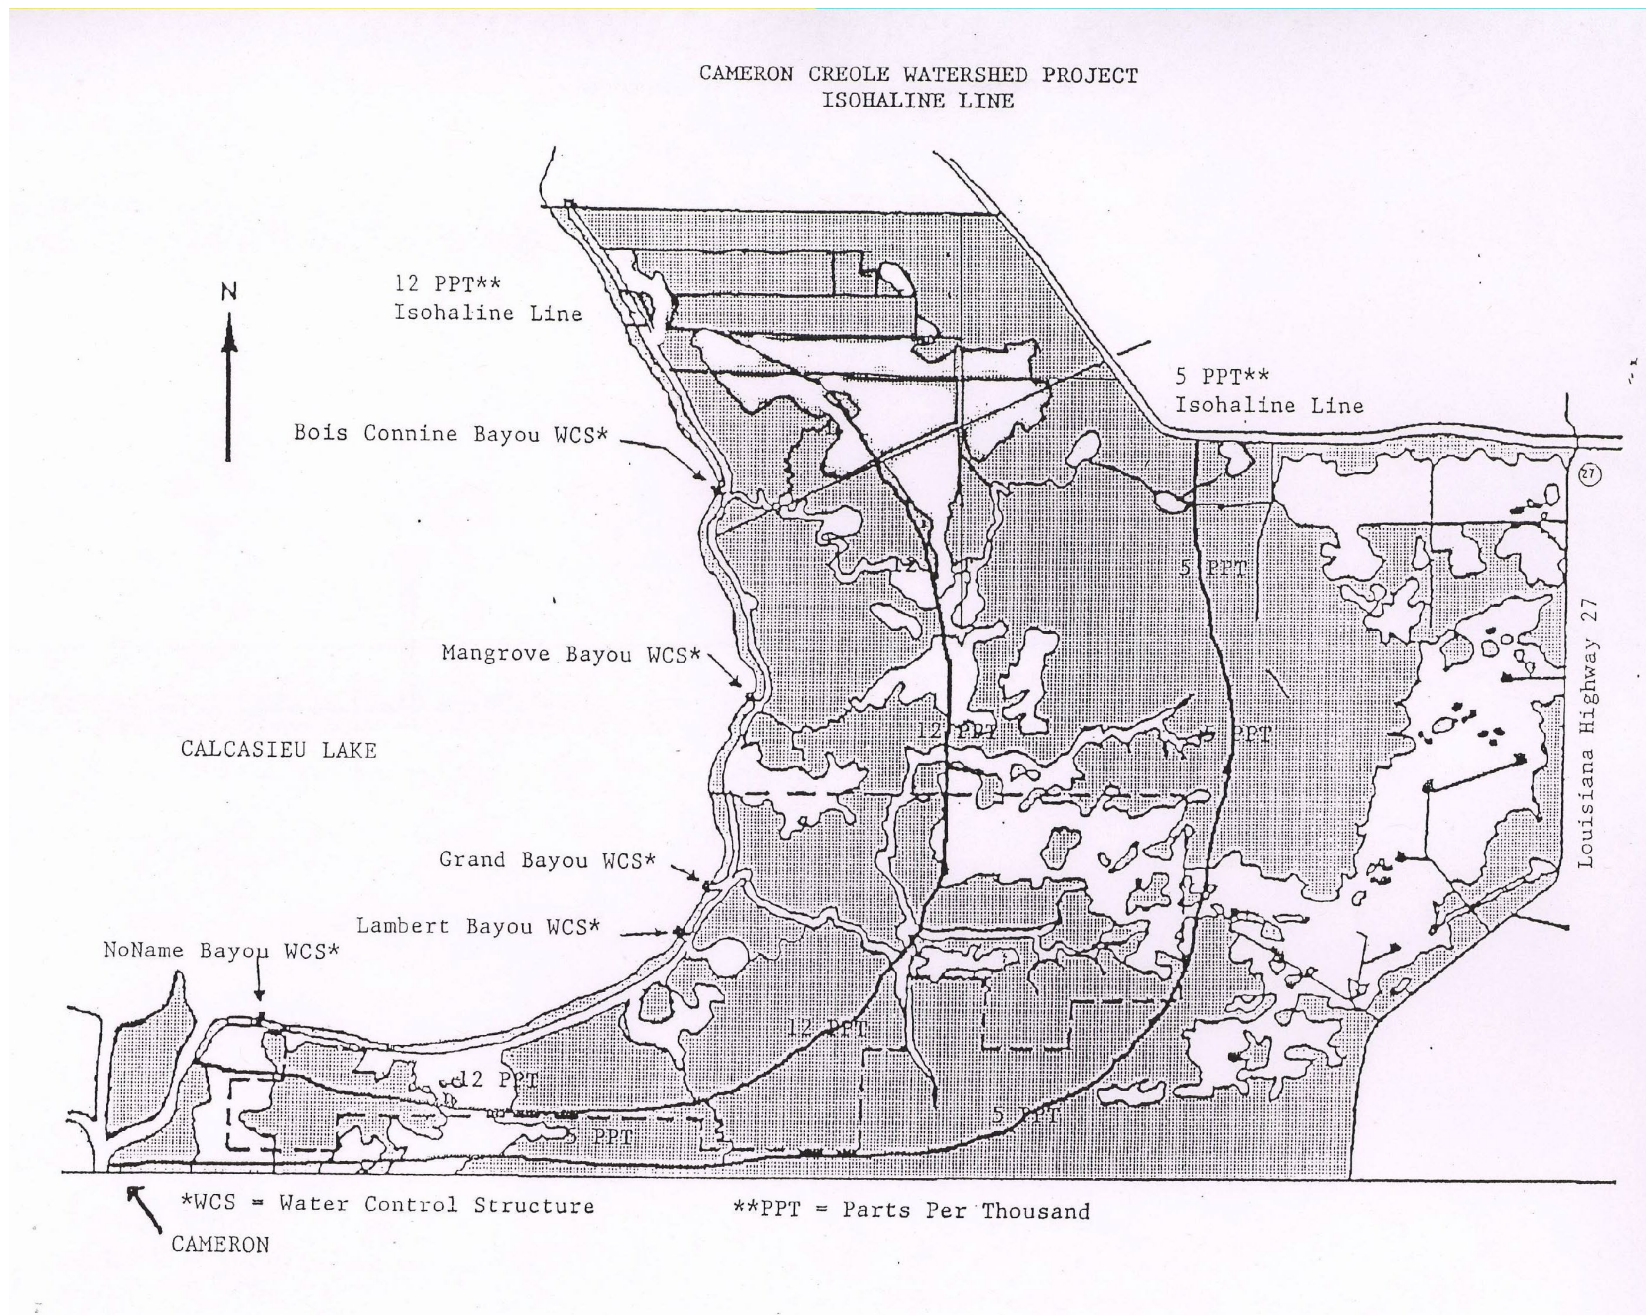 CAMERON CREOLE WATERSHED PROJECT
ISOHALINE LINE
12 PPT**
Isohaline Line
N
5 PPT**
Isohaline Line
Bois Connine Bayou WCS*
27
5 PPT
12
Louisiana Highway 27
Mangrove Bayou WCS*
12 PPT
5 PPT
CALCASIEU LAKE
Grand Bayou WCS*
Lambert Bayou WCS*
NoName Bayou WCS*
12 PPT
12 PPT
5 PPT
5 PPT
*WCS = Water Control Structure
**PPT = Parts Per Thousand
CAMERON